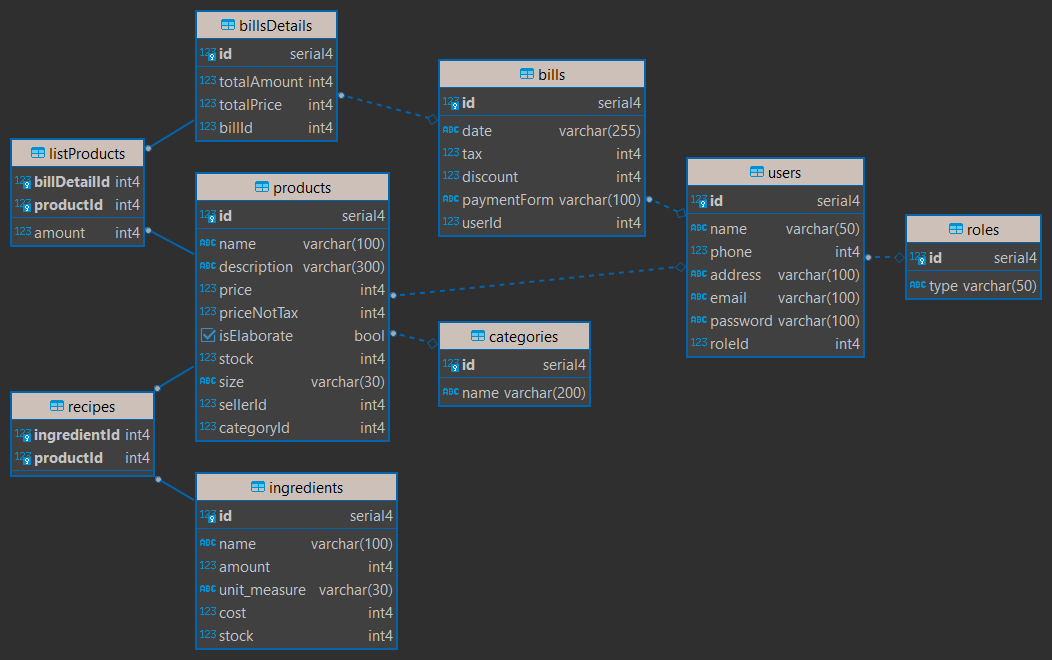 billsDetails
123 id serial4
123 totalAmount int4
123 totalPrice int4
123 billId int4
bills
123 id serial4
ABC date varchar(255)
123 tax int4
123 discount int4
ABC paymentForm varchar(100)
123 userId int4
listProducts
123 billDetailId int4
123 productId int4
123 amount int4
products
123 id serial4
ABC name varchar(100)
ABC description varchar(300)
123 price int4
123 priceNotTax int4
isElaborate bool
123 stock int4
ABC size varchar(30)
123 sellerId int4
123 categoryId int4
users
123 id serial4
ABC name varchar(50)
123 phone int4
ABC address varchar(100)
ABC email varchar(100)
ABC password varchar(100)
123 roleId int4
roles
123 id serial4
ABC type varchar(50)
categories
123 id serial4
ABC name varchar(200)
recipes
123 ingredientId int4
123 productId int4
ingredients
123 id serial4
ABC name varchar(100)
123 amount int4
ABC unit_measure varchar(30)
123 cost int4
123 stock int4